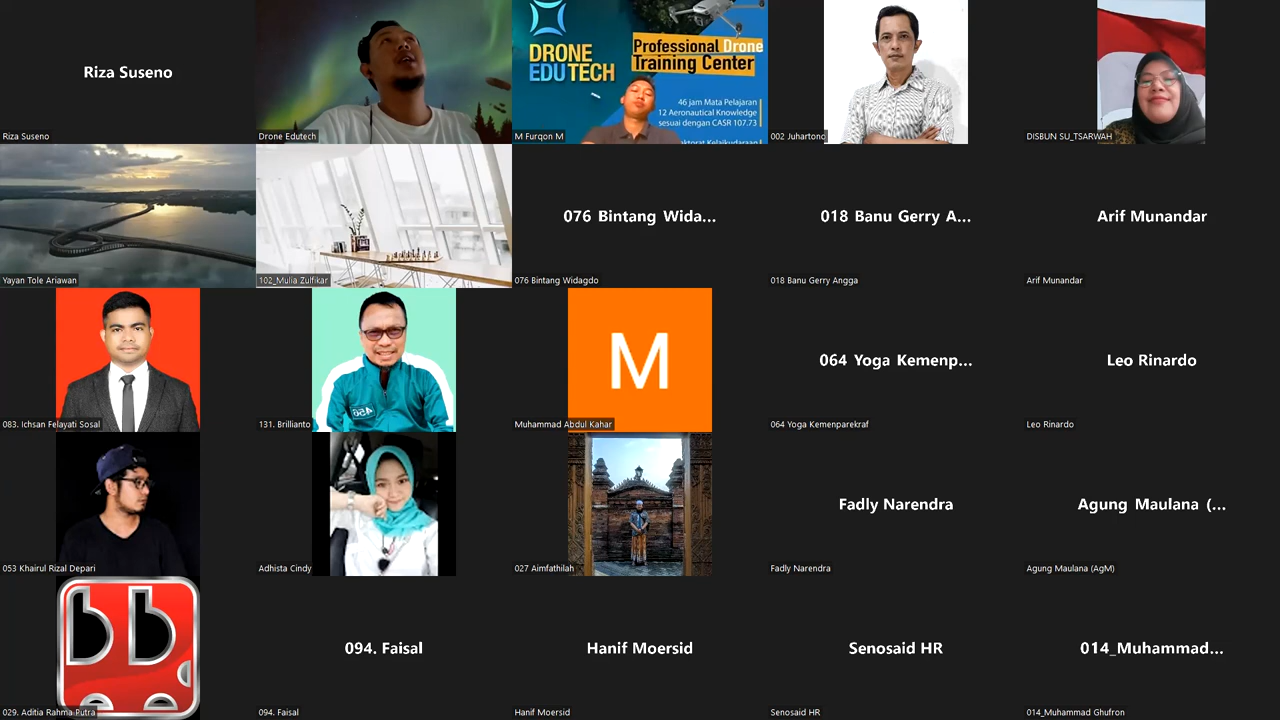 Riza Suseno
Riza Suseno
Drone Edutech
DRONE
EDUTECH
Professional Drone
Training Center
46 jam Mata Pelajaran
12 Aeronautical Knowledge
sesuai dengan CASR 107.73
Kelaikudaraan
M Furqon M
002 Juhartono
DISBUN SU_TSARWAH
Yayan Tole Ariawan
102_Mulia Zulfikar
076 Bintang Wida...
076 Bintang Widagdo
018 Banu Gerry A...
018 Banu Gerry Angga
Arif Munandar
Arif Munandar
083. Ichsan Felayati Sosal
456
131. Brillianto
M
Muhammad Abdul Kahar
064 Yoga Kemenp...
064 Yoga Kemenparekraf
Leo Rinardo
Leo Rinardo
053 Khairul Rizal Depari
Adhista Cindy
027 Aimfathilah
Fadly Narendra
Fadly Narendra
Agung Maulana (...
Agung Maulana (AgM)
bb
029. Aditia Rahma Putra
094. Faisal
094. Faisal
Hanif Moersid
Hanif Moersid
Senosaid HR
Senosaid HR
014_Muhammad...
014_Muhammad Ghufron